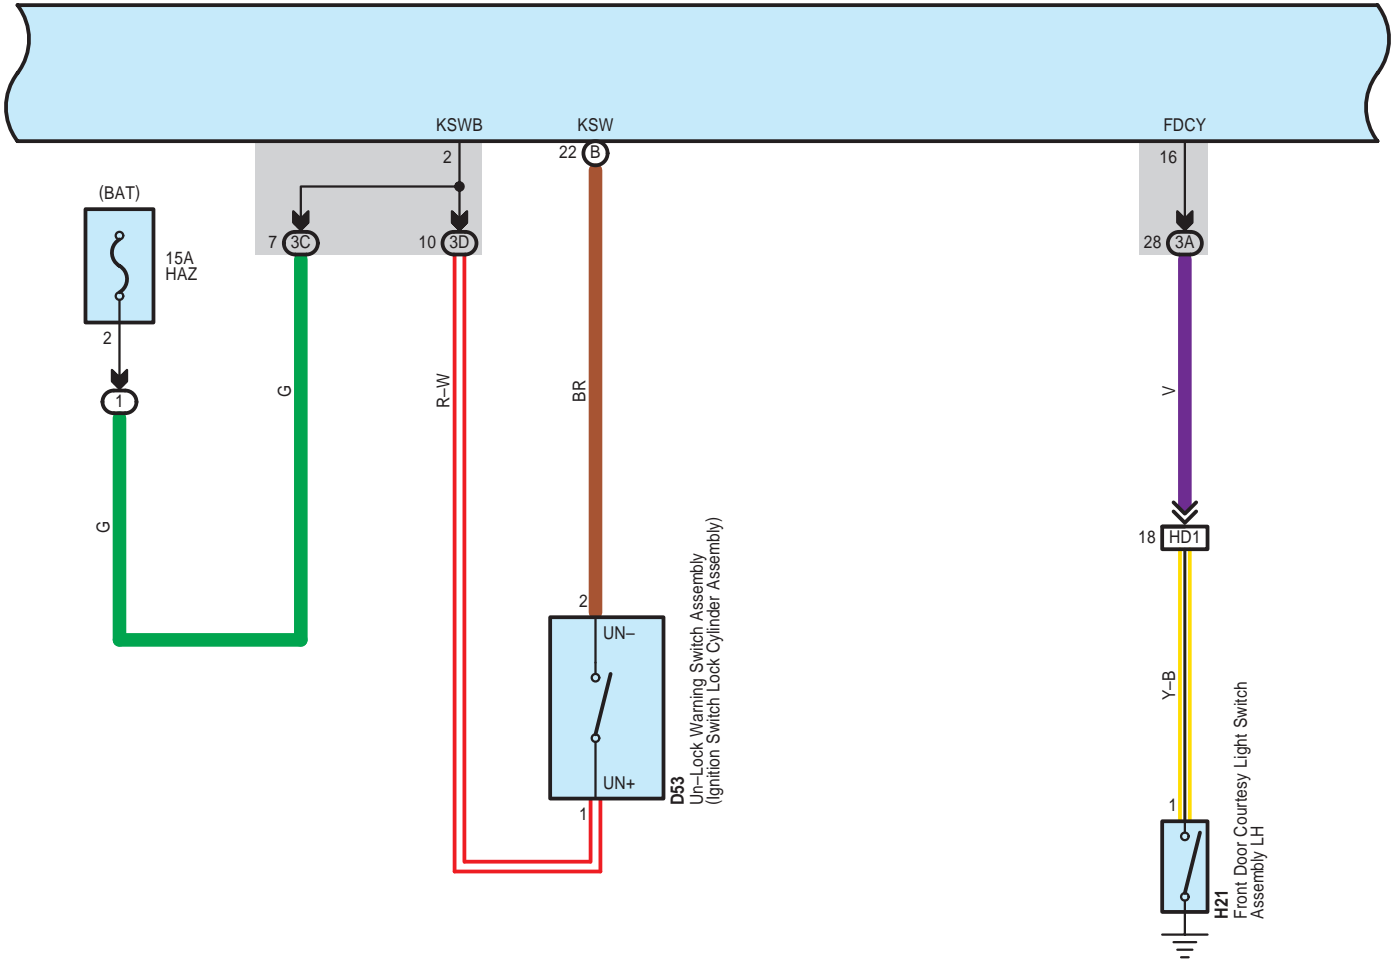 KSWB
KSW
FDCY
2
22 B
16
(BAT)
7 3C
10 3D
28 3A
15A
HAZ
2
1
G
R–W
BR
V
G
18 HD1
2
UN–
UN+
1
D53
Un–Lock Warning Switch Assembly
(Ignition Switch Lock Cylinder Assembly)
Y–B
1
H21
Front Door Courtesy Light Switch
Assembly LH